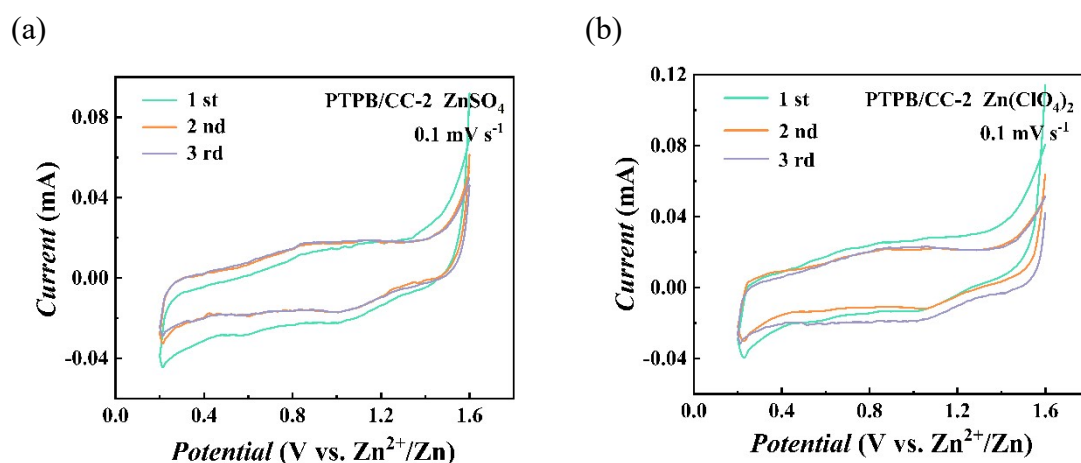 (a)
(b)
1 st
2 nd
3 rd
PTPB/CC-2 ZnSO₄
0.1 mV s⁻¹
0.08
0.04
0.00
-0.04
Current (mA)
0.0 0.4 0.8 1.2 1.6
Potential (V vs. Zn²⁺/Zn)
1 st
2 nd
3 rd
PTPB/CC-2 Zn(ClO₄)₂
0.1 mV s⁻¹
0.12
0.08
0.04
0.00
-0.04
Current (mA)
0.0 0.4 0.8 1.2 1.6
Potential (V vs. Zn²⁺/Zn)